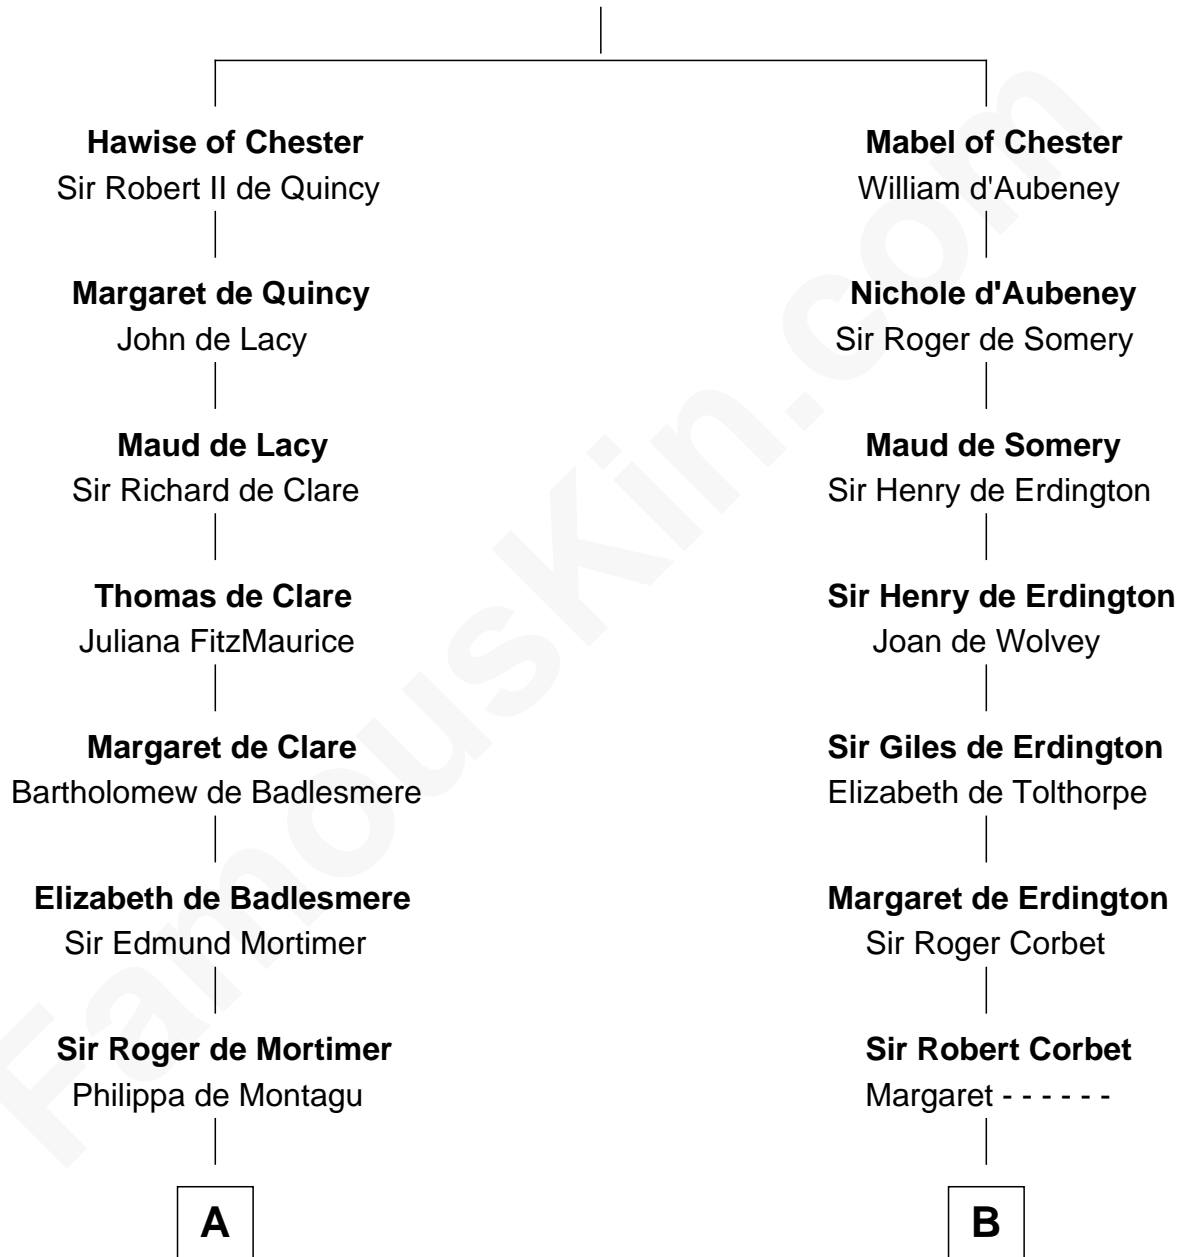 Hawise of Chester
Sir Robert II de Quincy
Mabel of Chester
William d'Aubeney
Margaret de Quincy
John de Lacy
Nichole d'Aubeney
Sir Roger de Somery
Maud de Lacy
Sir Richard de Clare
Maud de Somery
Sir Henry de Erdington
Thomas de Clare
Juliana FitzMaurice
Sir Henry de Erdington
Joan de Wolvey
Margaret de Clare
Bartholomew de Badlesmere
Sir Giles de Erdington
Elizabeth de Tolthorpe
Elizabeth de Badlesmere
Sir Edmund Mortimer
Margaret de Erdington
Sir Roger Corbet
Sir Roger de Mortimer
Philippa de Montagu
Sir Robert Corbet
Margaret - - - - - -
A
B
FamousKin.com